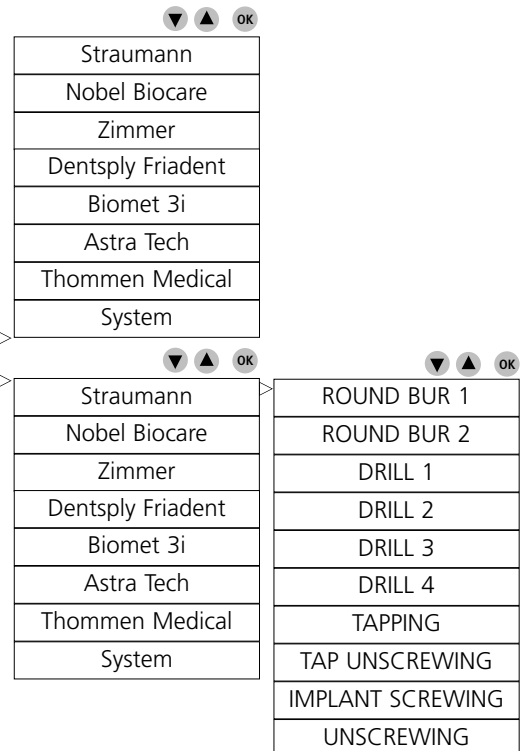 OK
Straumann
Nobel Biocare
Zimmer
Dentsply Friadent
Biomet 3i
Astra Tech
Thommen Medical
System
OK
Straumann
Nobel Biocare
Zimmer
Dentsply Friadent
Biomet 3i
Astra Tech
Thommen Medical
System
OK
ROUND BUR 1
ROUND BUR 2
DRILL 1
DRILL 2
DRILL 3
DRILL 4
TAPPING
TAP UNSCREWING
IMPLANT SCREWING
UNSCREWING